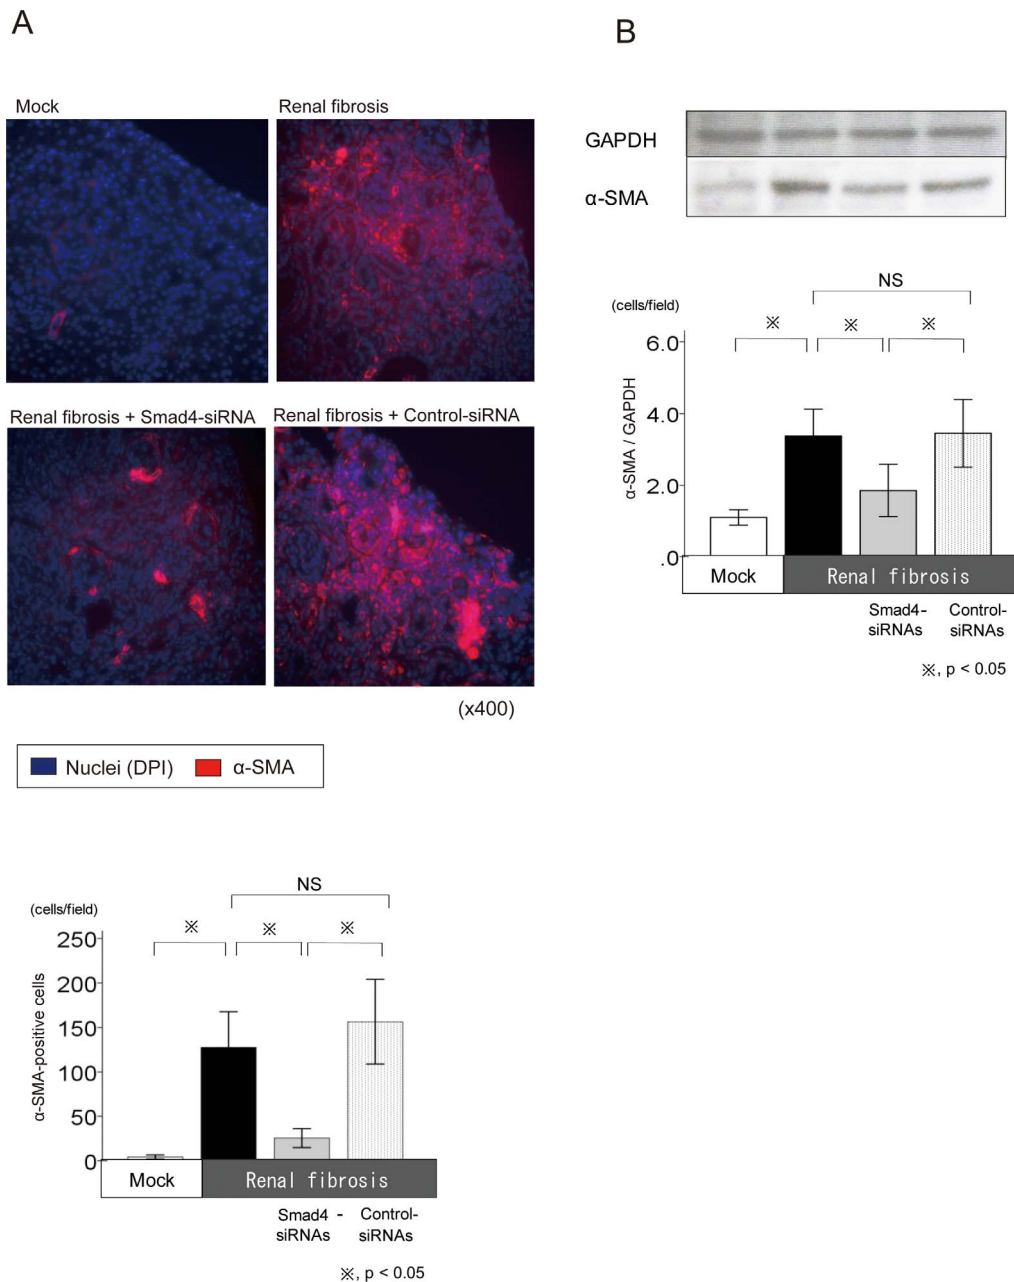 A
Mock
Renal fibrosis
Renal fibrosis + Smad4-siRNA
Renal fibrosis + Control-siRNA
(x400)
Nuclei (DPI)
α-SMA
(cells/field)
NS
※
※
※
α-SMA-positive cells
250
200
150
100
50
0
Mock
Renal fibrosis
Smad4 -
siRNAs
Control-
siRNAs
※, p < 0.05
B
GAPDH
α-SMA
(cells/field)
NS
※
※
※
α-SMA / GAPDH
6.0
4.0
2.0
.0
Mock
Renal fibrosis
Smad4-
siRNAs
Control-
siRNAs
※, p < 0.05